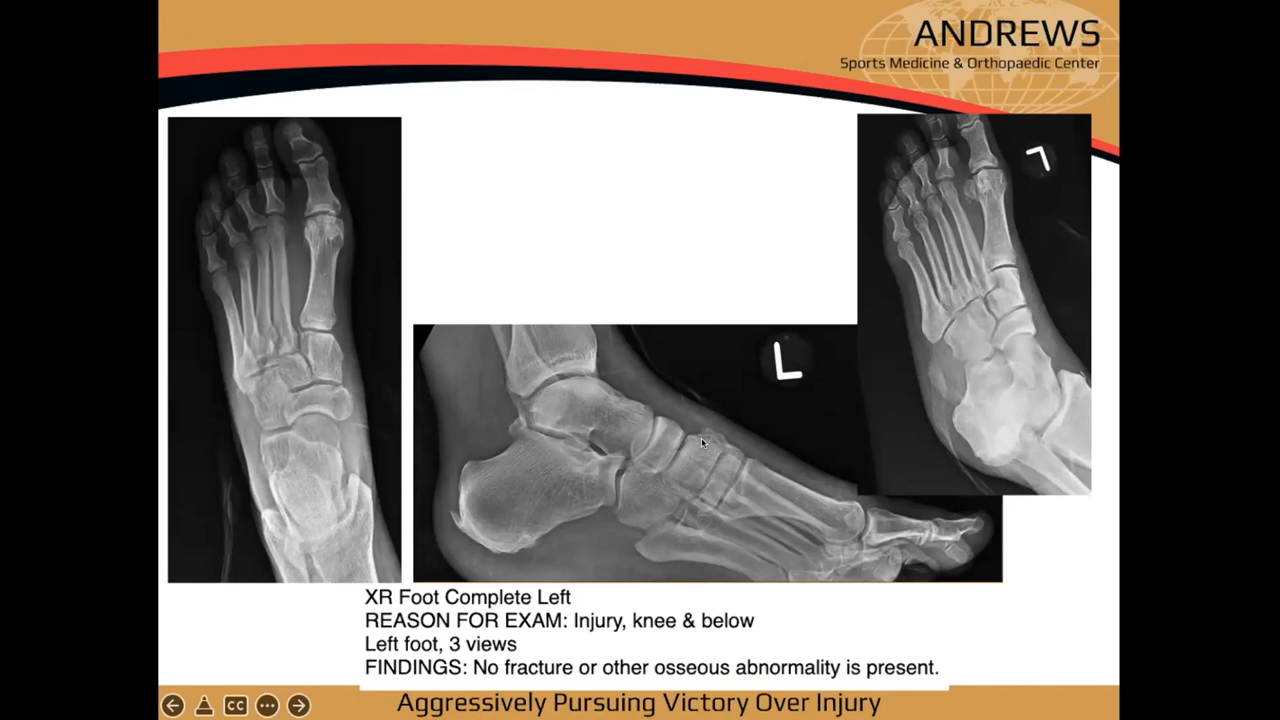 ANDREWS
Sports Medicine & Orthopaedic Center
L
L
XR Foot Complete Left
REASON FOR EXAM: Injury, knee & below
Left foot, 3 views
FINDINGS: No fracture or other osseous abnormality is present.
CC
Aggressively Pursuing Victory Over Injury